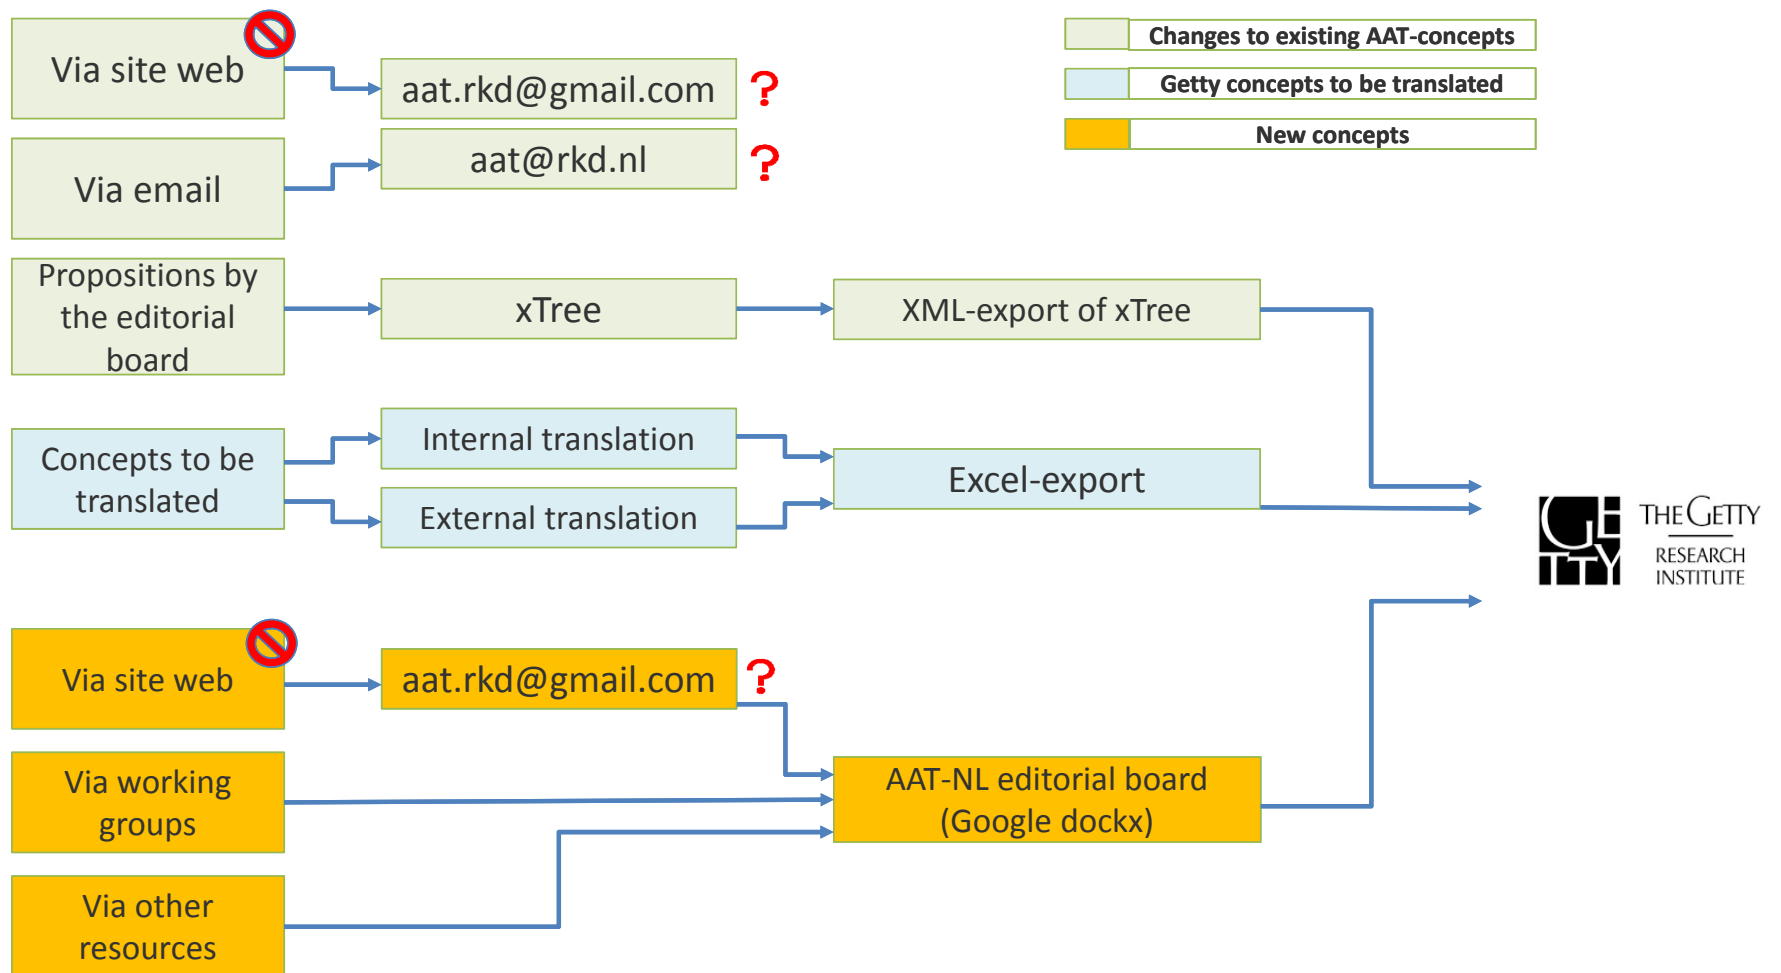 Via site web
aat.rkd@gmail.com
?
Changes to existing AAT-concepts
Getty concepts to be translated
New concepts
Via email
aat@rkd.nl
?
Propositions by
the editorial
board
xTree
XML-export of xTree
Concepts to be
translated
Internal translation
External translation
Excel-export
GE
TTY
THE GETTY
RESEARCH
INSTITUTE
Via site web
aat.rkd@gmail.com
?
Via working
groups
AAT-NL editorial board
(Google dockx)
Via other
resources